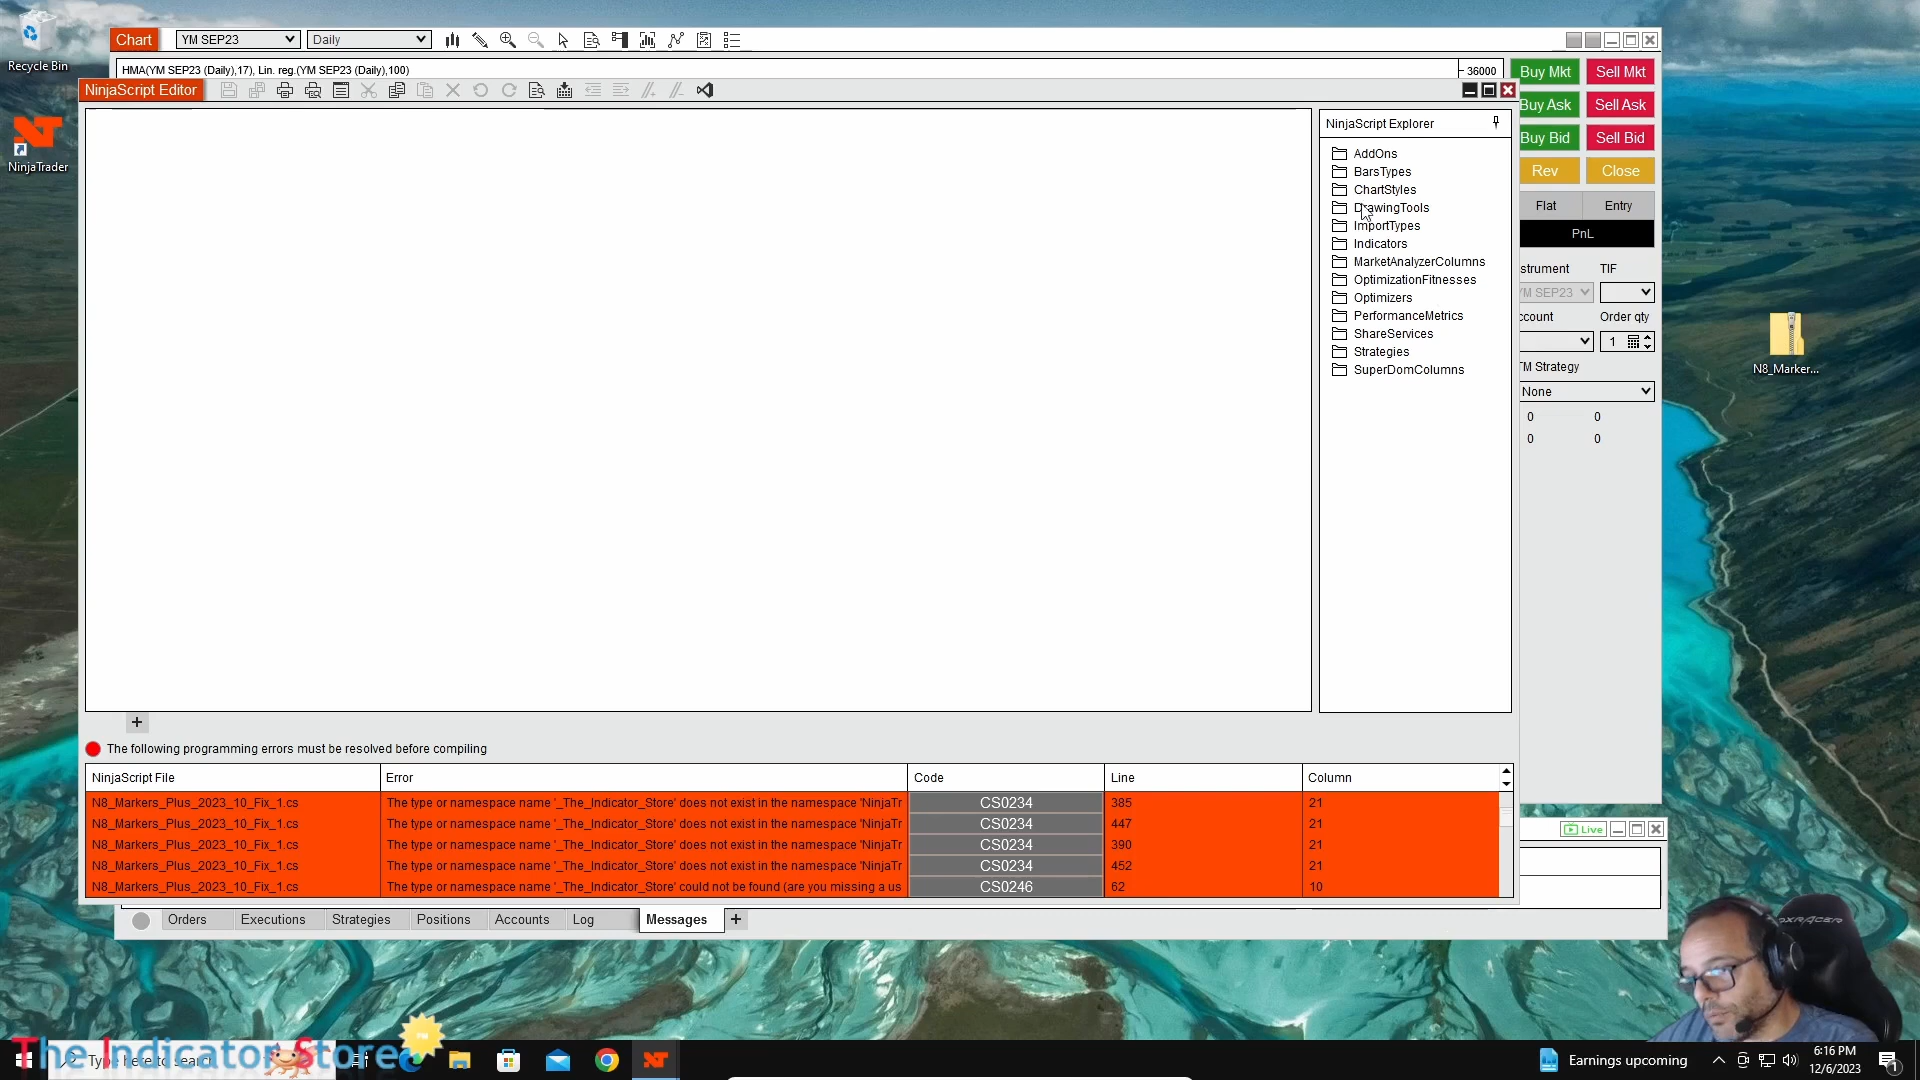 Recycle Bin
NinjaTrader
Chart
YM SEP23
Daily
HMA(YM SEP23 (Daily),17), Lin. reg.(YM SEP23 (Daily),100)
36000
Buy Mkt
Sell Mkt
NinjaScript Editor
Buy Ask
Sell Ask
Buy Bid
Sell Bid
Rev
Close
Flat
Entry
PnL
strument
TIF
YM SEP23
ccount
Order qty
1
TM Strategy
None
0
0
0
0
NinjaScript Explorer
AddOns
BarsTypes
ChartStyles
DrawingTools
ImportTypes
Indicators
MarketAnalyzerColumns
OptimizationFitnesses
Optimizers
PerformanceMetrics
ShareServices
Strategies
SuperDomColumns
N8_Marker...
+
The following programming errors must be resolved before compiling
NinjaScript File Error Code Line Column
N8_Markers_Plus_2023_10_Fix_1.cs The type or namespace name '_The_Indicator_Store' does not exist in the namespace 'NinjaTr CS0234 385 21
N8_Markers_Plus_2023_10_Fix_1.cs The type or namespace name '_The_Indicator_Store' does not exist in the namespace 'NinjaTr CS0234 447 21
N8_Markers_Plus_2023_10_Fix_1.cs The type or namespace name '_The_Indicator_Store' does not exist in the namespace 'NinjaTr CS0234 390 21
N8_Markers_Plus_2023_10_Fix_1.cs The type or namespace name '_The_Indicator_Store' does not exist in the namespace 'NinjaTr CS0234 452 21
N8_Markers_Plus_2023_10_Fix_1.cs The type or namespace name '_The_Indicator_Store' could not be found (are you missing a us CS0246 62 10
Live
Orders Executions Strategies Positions Accounts Log Messages +
DXRACER
The Indicator Store
Type here to search
Earnings upcoming
6:16 PM
12/6/2023
1